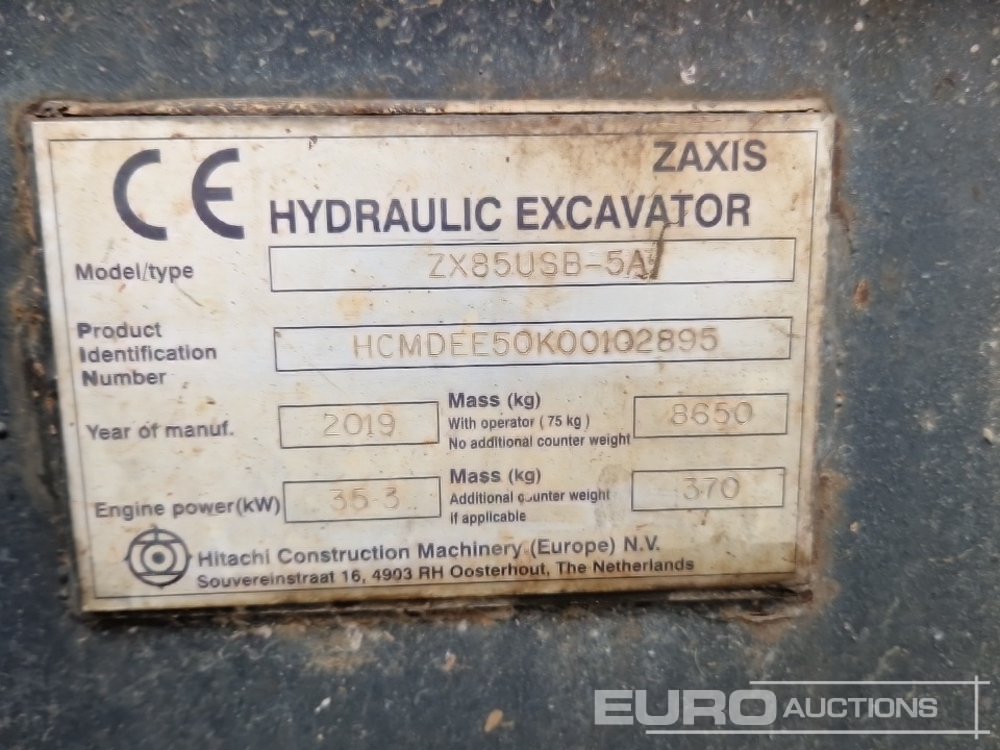 CE
ZAXIS
HYDRAULIC EXCAVATOR
Model/type ZX85USB-5A
Product
Identification
Number HCMDEE50K00102895
Year of manuf. 2019
Mass (kg)
With operator ( 75 kg )
No additional counter weight 8650
Engine power(kW) 35.3
Mass (kg)
Additional counter weight
if applicable 370
Hitachi Construction Machinery (Europe) N.V.
Souvereinstraat 16, 4903 RH Oosterhout, The Netherlands
EURO AUCTIONS